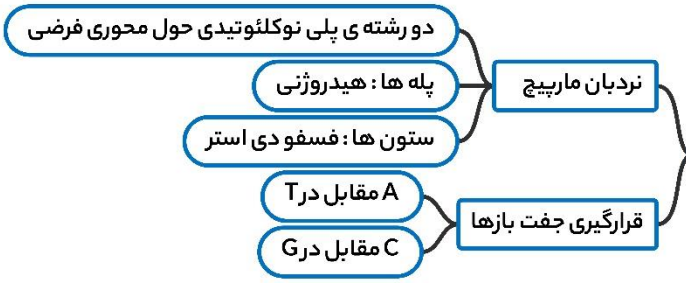 نردبان مارپیچ
دو رشته ی پلی نوکلئوتیدی حول محوری فرضی
پله ها : هیدروژنی
ستون ها : فسفو دی استر
قرارگیری جفت بازها
A مقابل در T
C مقابل در G